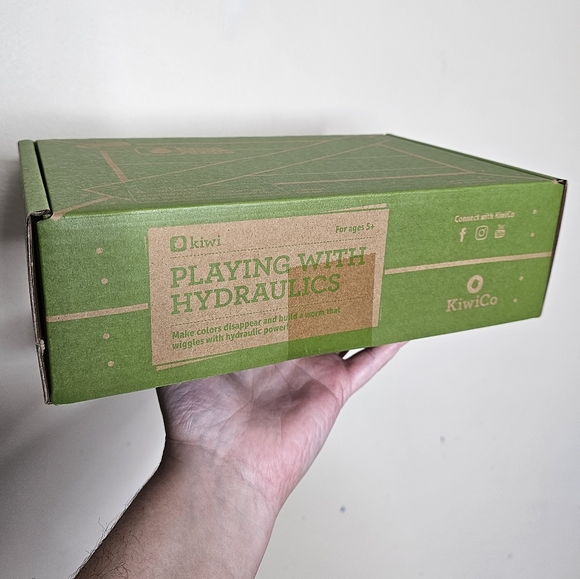 kiwi
For ages 5+
PLAYING WITH
HYDRAULICS
Make colors disappear and build a worm that
wiggles with hydraulic power!
Connect with KiwiCo
KiwiCo